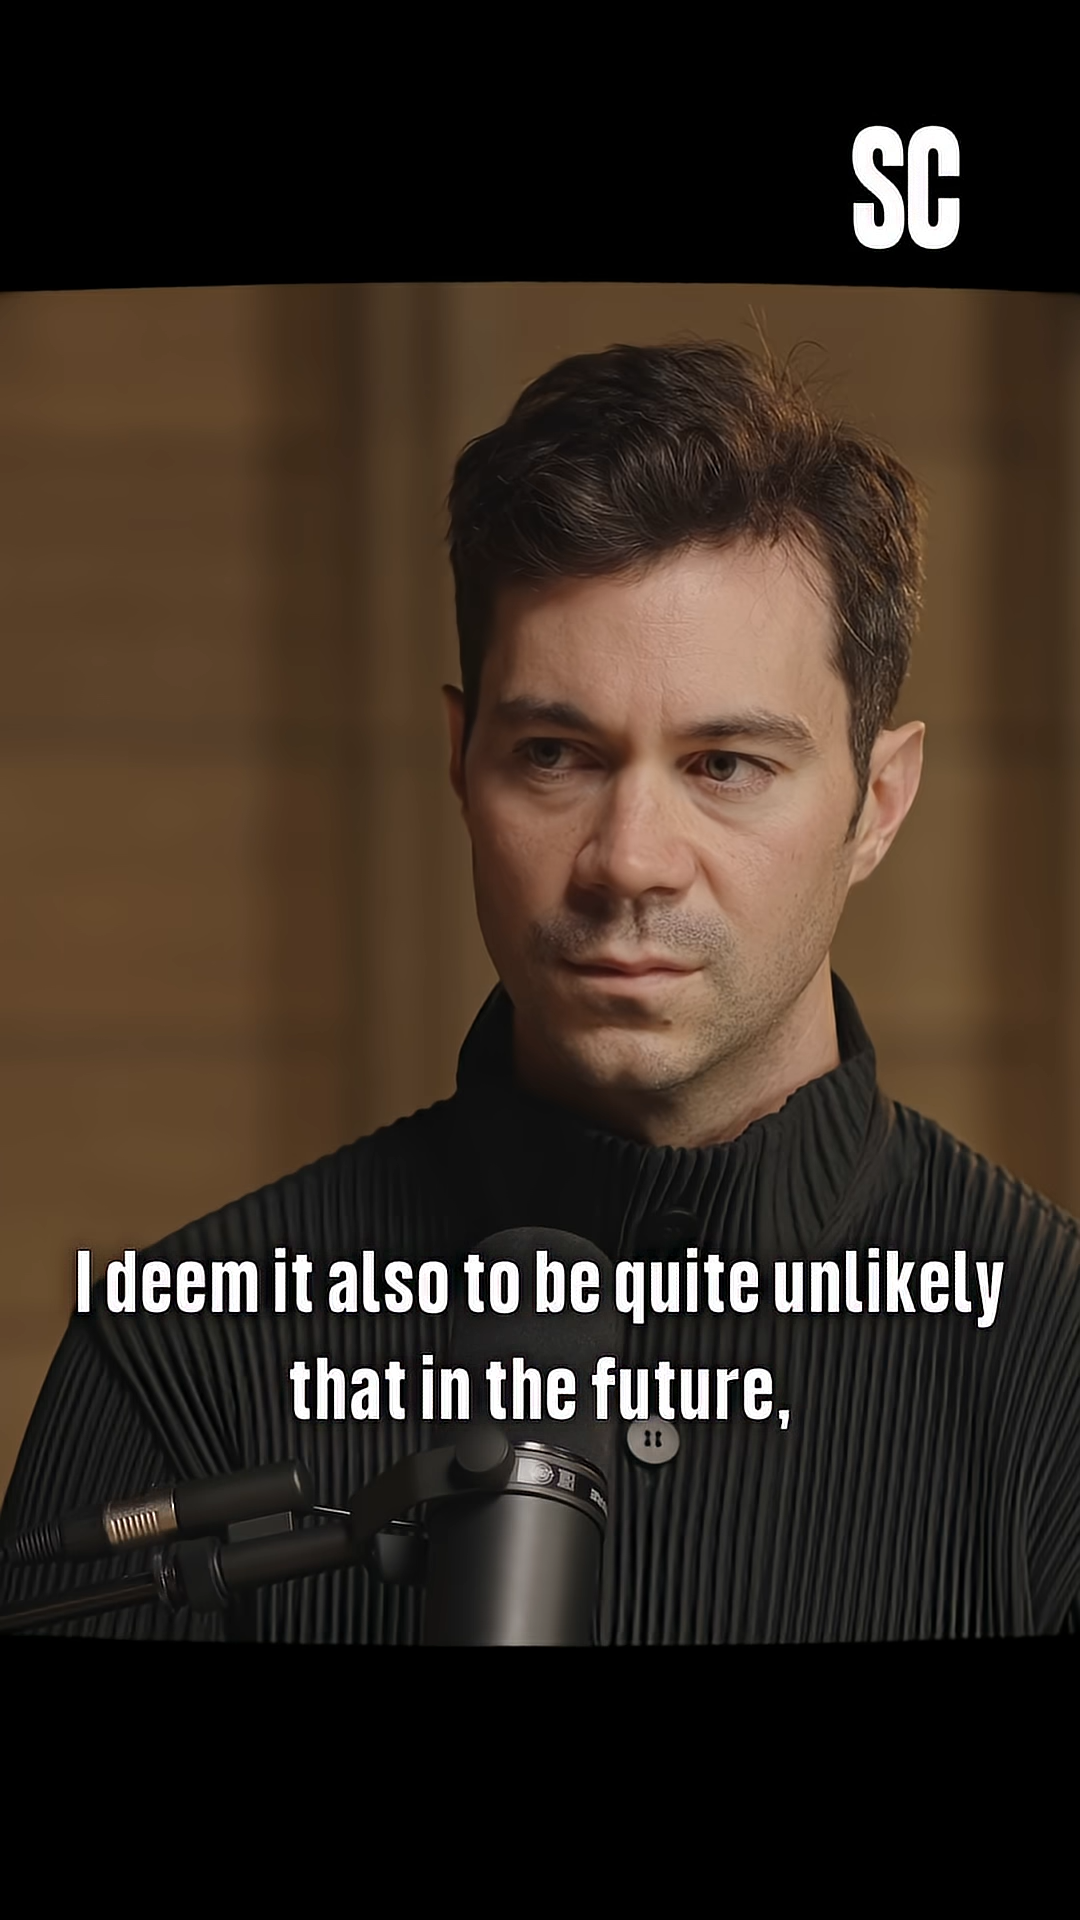 SC
I deem it also to be quite unlikely
that in the future,